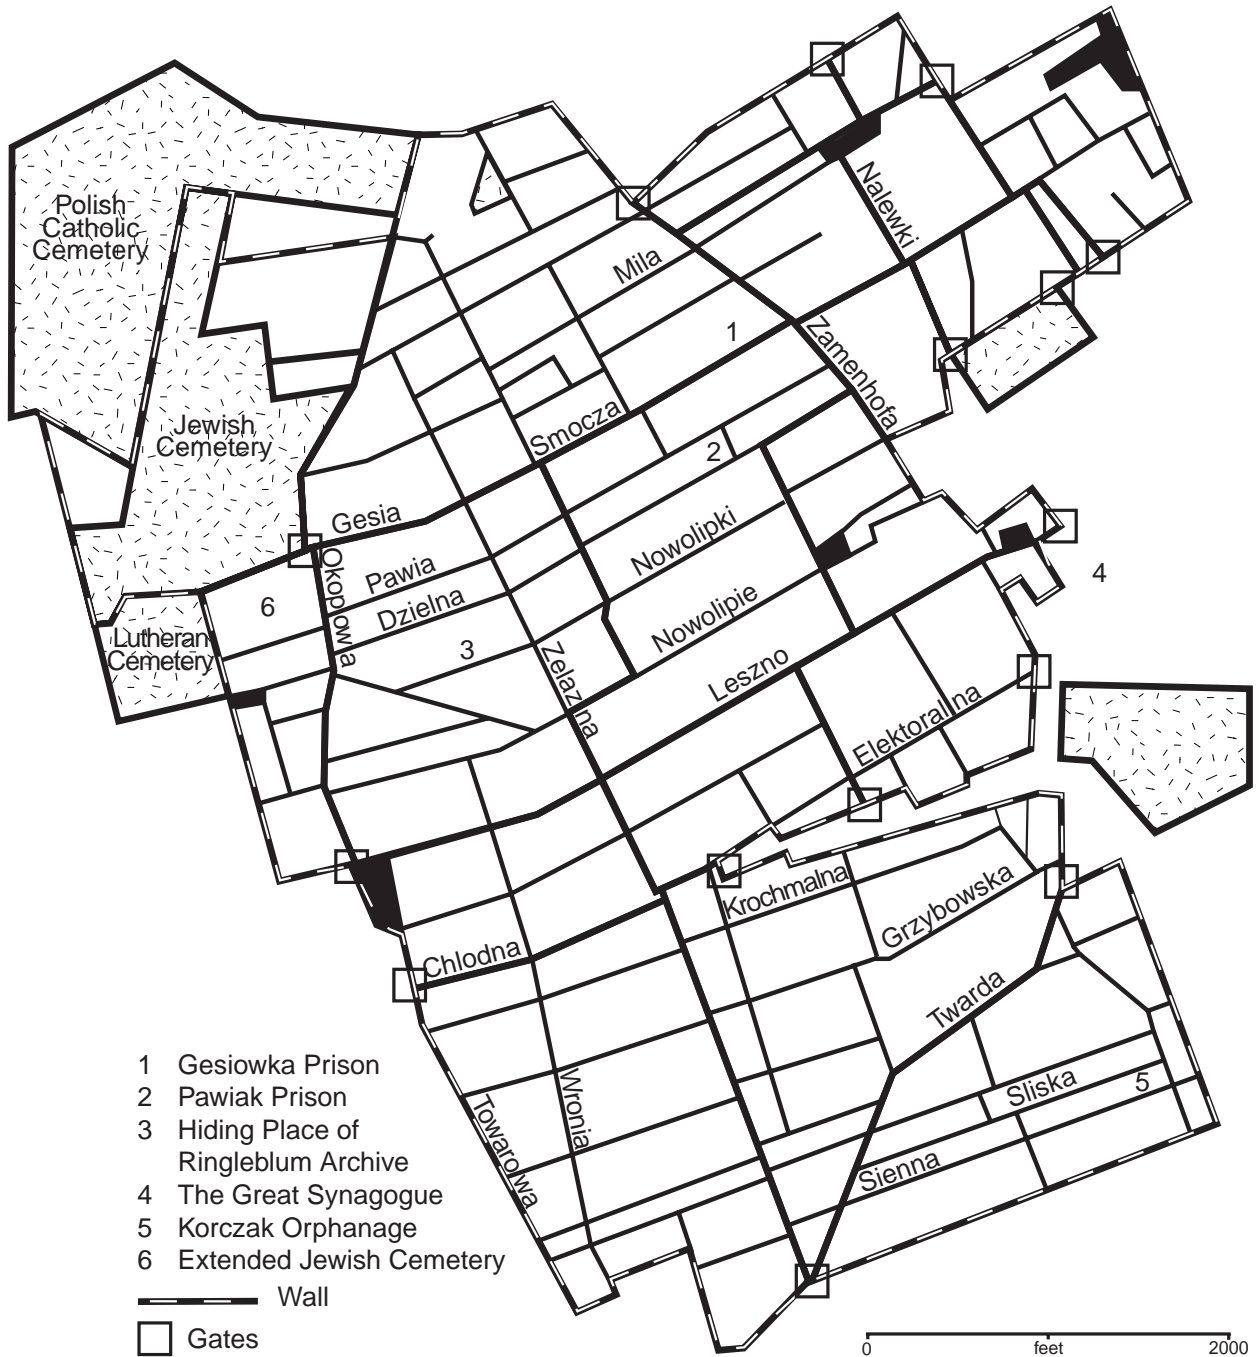 Polish
Catholic
Cemetery
Nalewki
Mila
1
Zamenhofa
Jewish
Cemetery
Smocza
2
Gesia
Nowolipki
Pawia
Okopowa
4
6
Dzielna
Nowolipie
Lutheran
Cemetery
3
Zelazna
Leszno
Elektoralna
Krochmalna
Grzybowska
Chlodna
Twarda
Sliska
5
Wronia
Towarowa
Sienna
1 Gesiowka Prison
2 Pawiak Prison
3 Hiding Place of
Ringleblum Archive
4 The Great Synagogue
5 Korczak Orphanage
6 Extended Jewish Cemetery
Wall
Gates
0 feet 2000